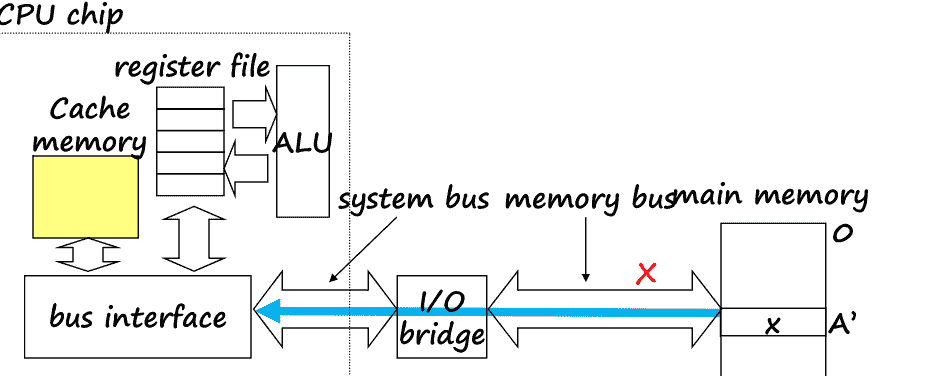 CPU chip
register file
Cache
memory
ALU
system bus
memory bus
main memory
0
x
I/O
bridge
bus interface
x
A’